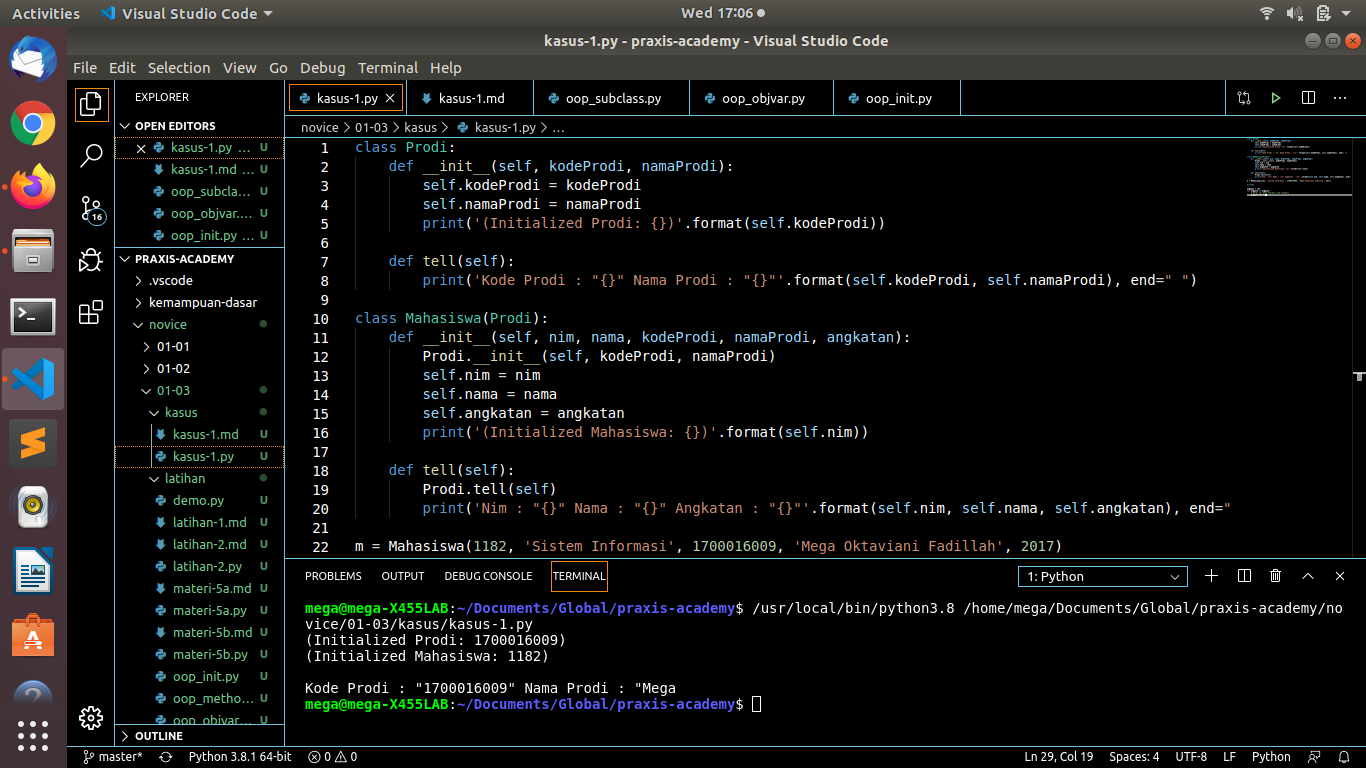 Activities
Visual Studio Code
Wed 17:06
kasus-1.py - praxis-academy - Visual Studio Code
File Edit Selection View Go Debug Terminal Help
EXPLORER
OPEN EDITORS
kasus-1.py ... U
kasus-1.md ... U
oop_subcla... U
oop_objvar.... U
oop_init.py ... U
PRAXIS-ACADEMY
.vscode
kemampuan-dasar
novice
01-01
01-02
01-03
kasus
kasus-1.md U
kasus-1.py U
latihan
demo.py U
latihan-1.md U
latihan-2.md U
latihan-2.py U
materi-5a.md U
materi-5a.py U
materi-5b.md U
materi-5b.py U
oop_init.py U
oop_metho... U
oop_objvar... U
OUTLINE
16
kasus-1.py kasus-1.md oop_subclass.py oop_objvar.py oop_init.py
novice > 01-03 > kasus > kasus-1.py > ...
1 class Prodi:
2 def __init__(self, kodeProdi, namaProdi):
3 self.kodeProdi = kodeProdi
4 self.namaProdi = namaProdi
5 print('(Initialized Prodi: {})'.format(self.kodeProdi))
6
7 def tell(self):
8 print('Kode Prodi : "{}" Nama Prodi : "{}"'.format(self.kodeProdi, self.namaProdi), end=" ")
9
10 class Mahasiswa(Prodi):
11 def __init__(self, nim, nama, kodeProdi, namaProdi, angkatan):
12 Prodi.__init__(self, kodeProdi, namaProdi)
13 self.nim = nim
14 self.nama = nama
15 self.angkatan = angkatan
16 print('(Initialized Mahasiswa: {})'.format(self.nim))
17
18 def tell(self):
19 Prodi.tell(self)
20 print('Nim : "{}" Nama : "{}" Angkatan : "{}"'.format(self.nim, self.nama, self.angkatan), end="
21
22 m = Mahasiswa(1182, 'Sistem Informasi', 1700016009, 'Mega Oktaviani Fadillah', 2017)
PROBLEMS OUTPUT DEBUG CONSOLE TERMINAL
1: Python
mega@mega-X455LAB:~/Documents/Global/praxis-academy$ /usr/local/bin/python3.8 /home/mega/Documents/Global/praxis-academy/no
vice/01-03/kasus/kasus-1.py
(Initialized Prodi: 1700016009)
(Initialized Mahasiswa: 1182)
Kode Prodi : "1700016009" Nama Prodi : "Mega
mega@mega-X455LAB:~/Documents/Global/praxis-academy$
master* Python 3.8.1 64-bit 0 0 Ln 29, Col 19 Spaces: 4 UTF-8 LF Python